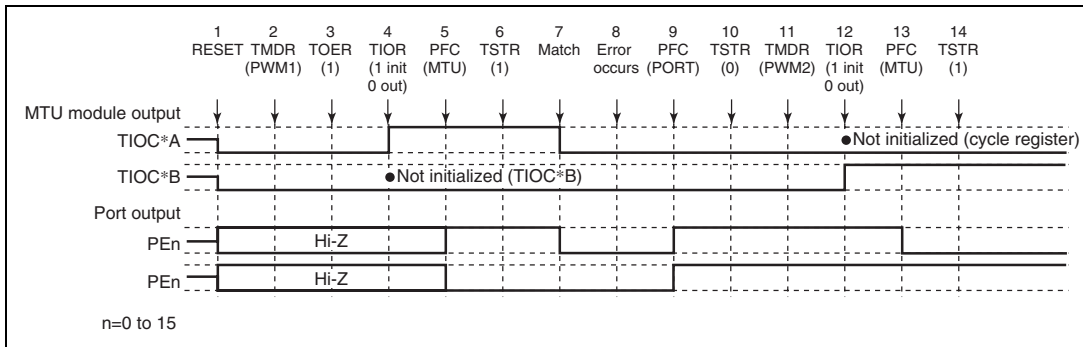 1 2 3 4 5 6 7 8 9 10 11 12 13 14
RESET TMDR TOER TIOR PFC TSTR Match Error PFC TSTR TMDR TIOR PFC TSTR
(PWM1) (1) (1 init (MTU) (1) occurs (PORT) (0) (PWM2) (1 init (MTU) (1)
0 out) 0 out)
MTU module output
TIOC*A ●Not initialized (cycle register)
TIOC*B ●Not initialized (TIOC*B)
Port output
PEn Hi-Z
PEn Hi-Z
n=0 to 15